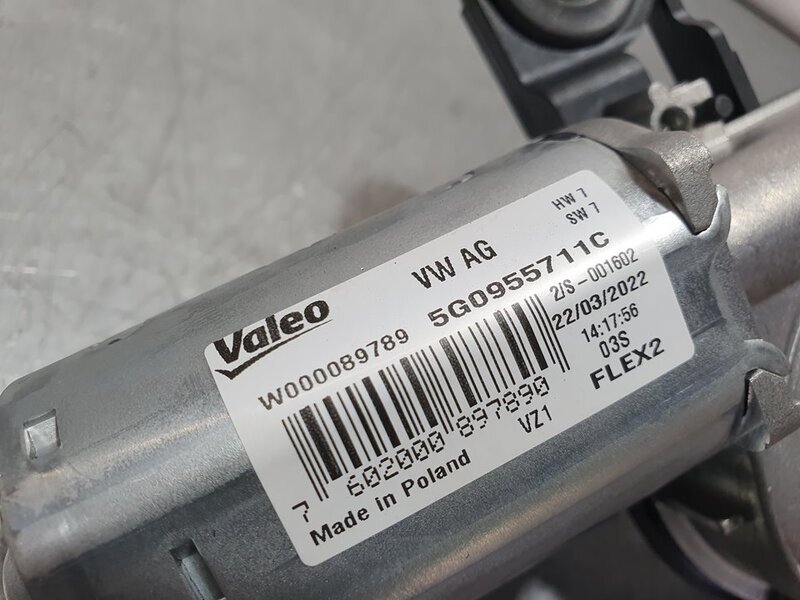 Valeo
VW AG
HW 7
SW 7
W000089789
5G0955711C
2/S-001602
22/03/2022
14:17:56
03S
FLEX2
7 602000 897890
VZ1
Made in Poland